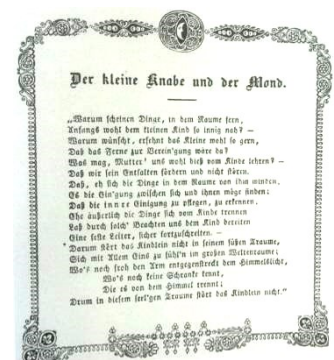 Der kleine Knabe und der Mond.
„Warum scheinen Dinge, in dem Raume fern,
Anfangs wohl dem kleinen Kind so innig nah? —
Warum wünscht, ersehnt das Kleine wohl so gern,
Daß das Ferne zur Verein'gung wäre da?
Was mag, Mutter! uns wohl dieß vom Kinde lehren? —
Daß wir sein Entfalten fördern und nicht stören.
Daß, eh sich die Dinge in dem Raume von ihm
Es die Ein'gung zwischen sich und ihnen mög finden;
Daß die innre Einigung zu pflegen, zu erkennen,
Ehe äußerlich die Dinge sich vom Kinde trennen
Laß durch solch' Beachten uns dem Kind bereiten
Eine feste Leiter, sicher fortzuschreiten. —
Darum stört das Kindlein nicht in seinem süßen Traume,
Sich mit Allem Eins zu fühl'n im großen Weltenraume;
Wo's noch froh den Arm entgegenstreckt dem Himmelslicht,
Wo's noch keine Schranke kennt,
Die es von dem Himmel trennt;
Drum in diesem seel'gen Traume stört das Kindlein nicht."